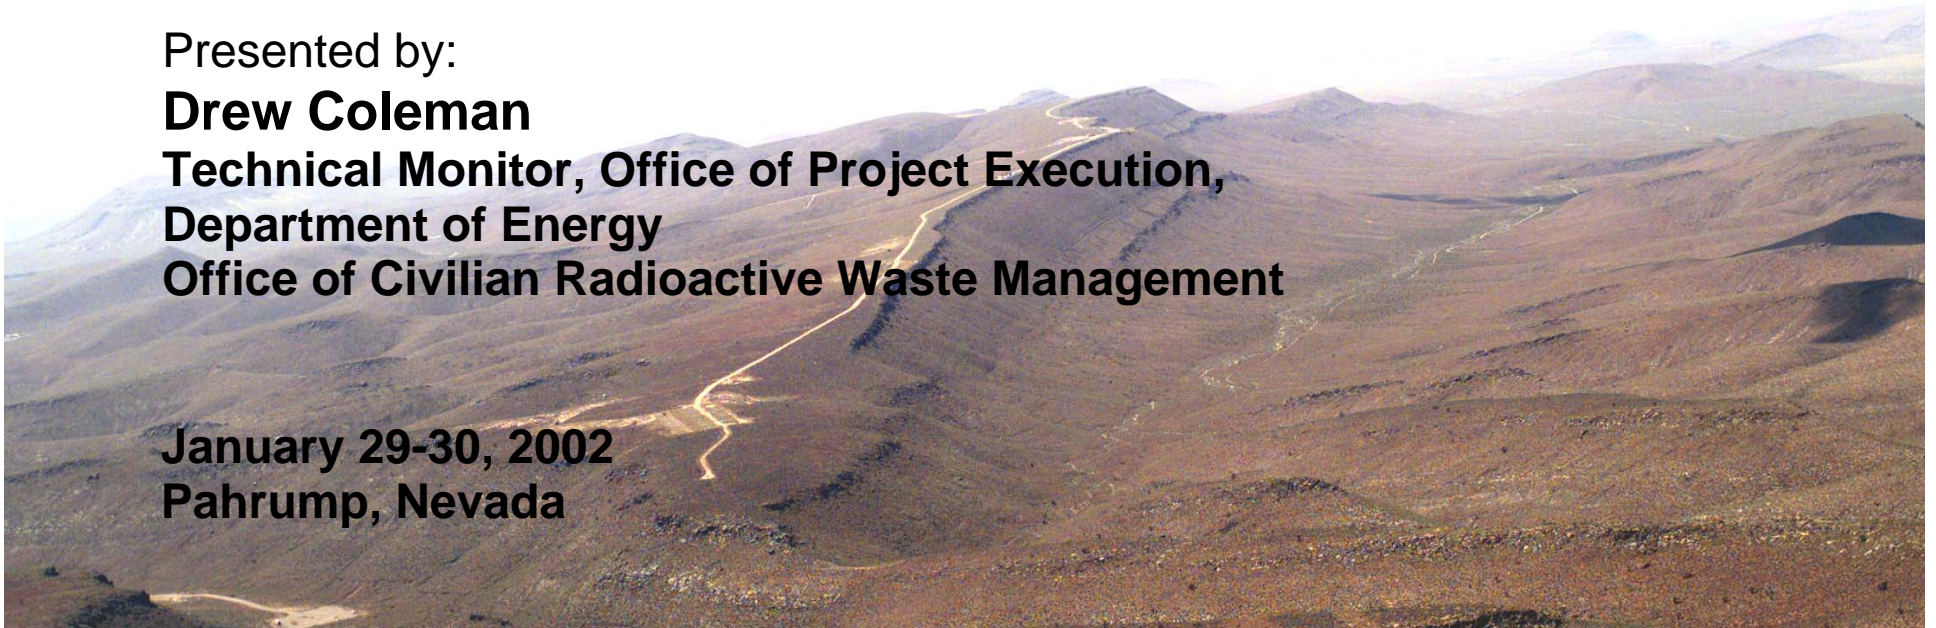 Presented by:
Drew Coleman
Technical Monitor, Office of Project Execution,
Department of Energy
Office of Civilian Radioactive Waste Management
January 29-30, 2002
Pahrump, Nevada